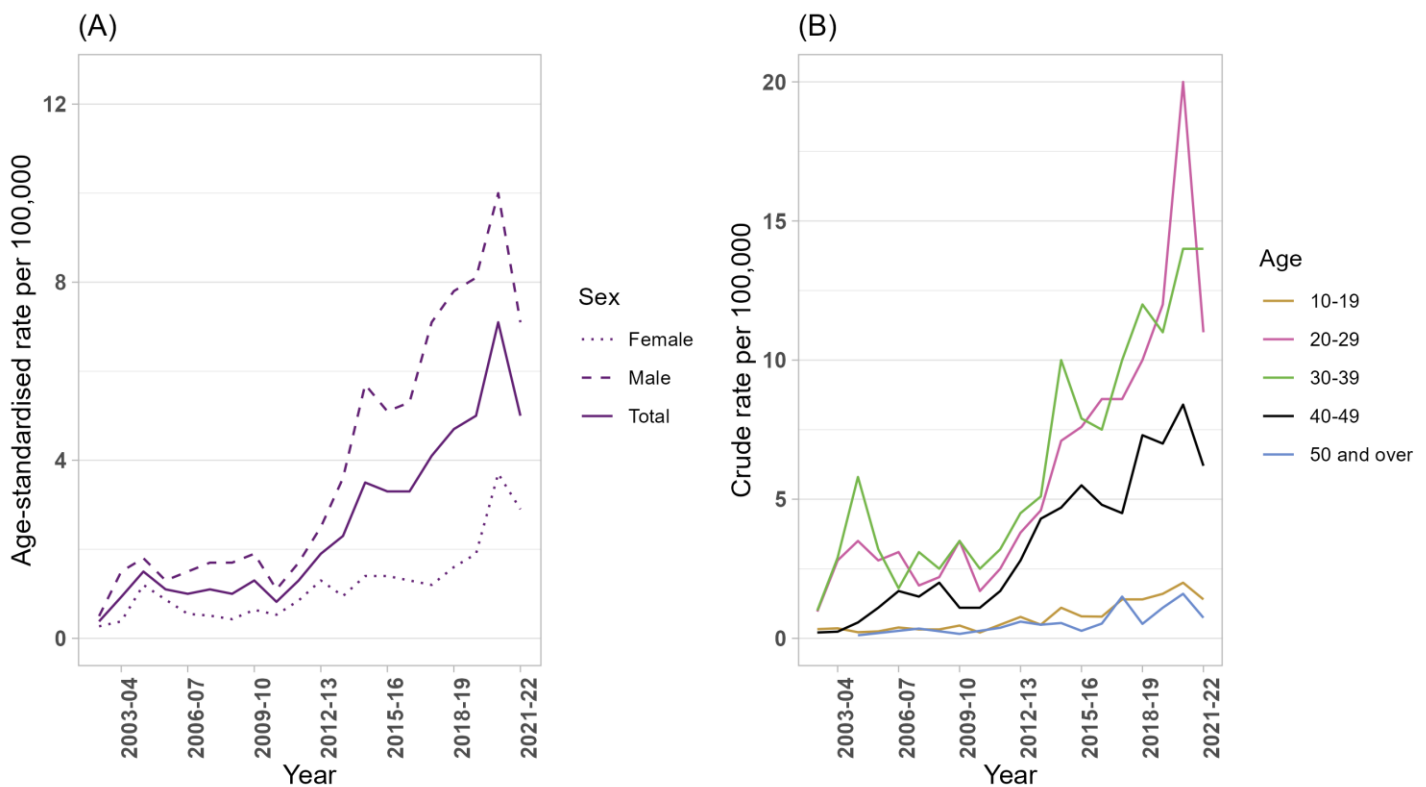 (A)
Age-standardised rate per 100,000
12
8
4
0
2003-04
2006-07
2009-10
2012-13
2015-16
2018-19
2021-22
Year
Sex
Female
Male
Total
(B)
Crude rate per 100,000
20
15
10
5
0
2003-04
2006-07
2009-10
2012-13
2015-16
2018-19
2021-22
Year
Age
10-19
20-29
30-39
40-49
50 and over